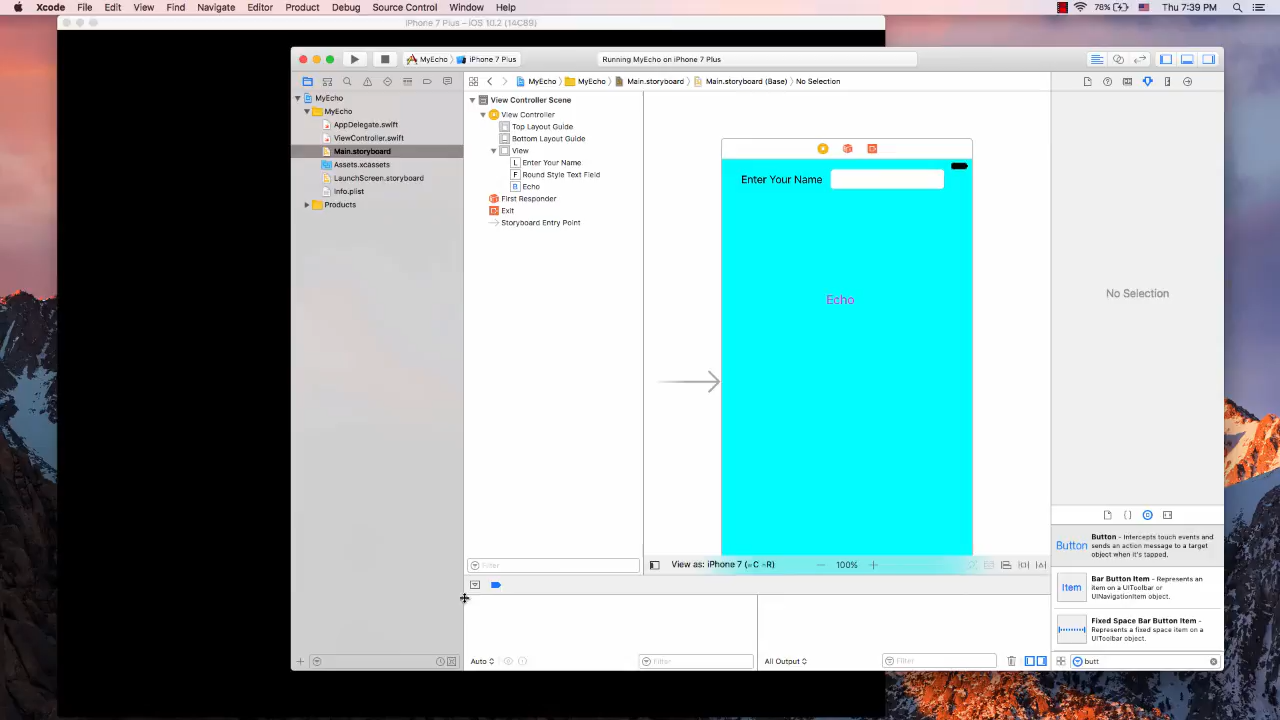 Xcode File Edit View Find Navigate Editor Product Debug Source Control Window Help
78% Thu 7:39 PM
iPhone 7 Plus – iOS 10.2 (14C89)
MyEcho iPhone 7 Plus
Running MyEcho on iPhone 7 Plus
MyEcho MyEcho Main.storyboard Main.storyboard (Base) No Selection
MyEcho
MyEcho
AppDelegate.swift
ViewController.swift
Main.storyboard
Assets.xcassets
LaunchScreen.storyboard
Info.plist
Products
View Controller Scene
View Controller
Top Layout Guide
Bottom Layout Guide
View
L Enter Your Name
F Round Style Text Field
B Echo
First Responder
Exit
Storyboard Entry Point
Filter
Enter Your Name
Echo
View as: iPhone 7 (wC hR)
100%
Auto
Filter
All Output
Filter
No Selection
Button
Button - Intercepts touch events and
sends an action message to a target
object when it's tapped.
Item
Bar Button Item - Represents an
item on a UIToolbar or
UINavigationItem object.
Fixed Space Bar Button Item -
Represents a fixed space item on a
UIToolbar object.
butt